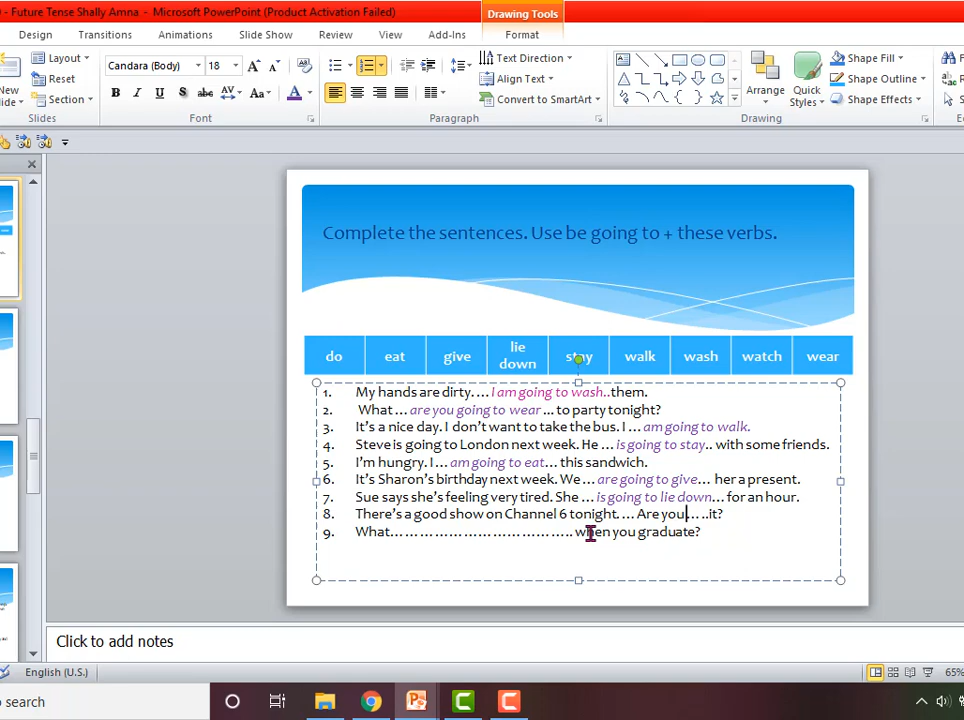 - Future Tense Shally Amna - Microsoft PowerPoint (Product Activation Failed)
Drawing Tools
Design Transitions Animations Slide Show Review View Add-Ins Format
New
Slide
Layout
Reset
Section
Slides
Candara (Body) 18
B I U S abc AV Aa A
Font
Text Direction
Align Text
Convert to SmartArt
Paragraph
Arrange
Quick
Styles
Shape Fill
Shape Outline
Shape Effects
Drawing
Complete the sentences. Use be going to + these verbs.
do eat give lie down stay walk wash watch wear
1. My hands are dirty. … I am going to wash..them.
2. What … are you going to wear … to party tonight?
3. It's a nice day. I don't want to take the bus. I … am going to walk.
4. Steve is going to London next week. He … is going to stay.. with some friends.
5. I'm hungry. I… am going to eat… this sandwich.
6. It's Sharon's birthday next week. We … are going to give… her a present.
7. Sue says she's feeling very tired. She … is going to lie down… for an hour.
8. There's a good show on Channel 6 tonight. … Are you… ..it?
9. What……………………………….. when you graduate?
Click to add notes
English (U.S.)
65%
o search